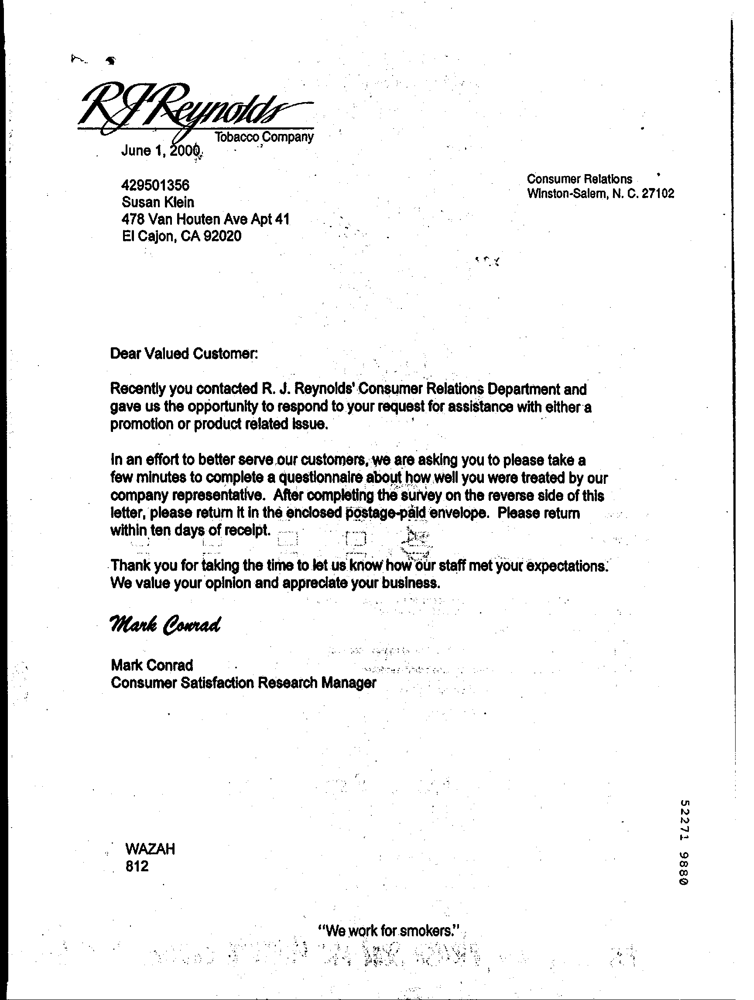 RJReynolds
Tobacco Company
June 1, 2000
Consumer Relations
Winston-Salem, N. C. 27102
429501356
Susan Klein
478 Van Houten Ave Apt 41
El Cajon, CA 92020
Dear Valued Customer:
Recently you contacted R. J. Reynolds' Consumer Relations Department and
gave us the opportunity to respond to your request for assistance with either a
promotion or product related issue.
In an effort to better serve our customers, we are asking you to please take a
few minutes to complete a questionnaire about how well you were treated by our
company representative. After completing the survey on the reverse side of this
letter, please return it in the enclosed postage-paid envelope. Please return
within ten days of receipt.
Thank you for taking the time to let us know how our staff met your expectations.
We value your opinion and appreciate your business.
Mark Conrad
Mark Conrad
Consumer Satisfaction Research Manager
WAZAH
812
52271 9880
"We work for smokers."